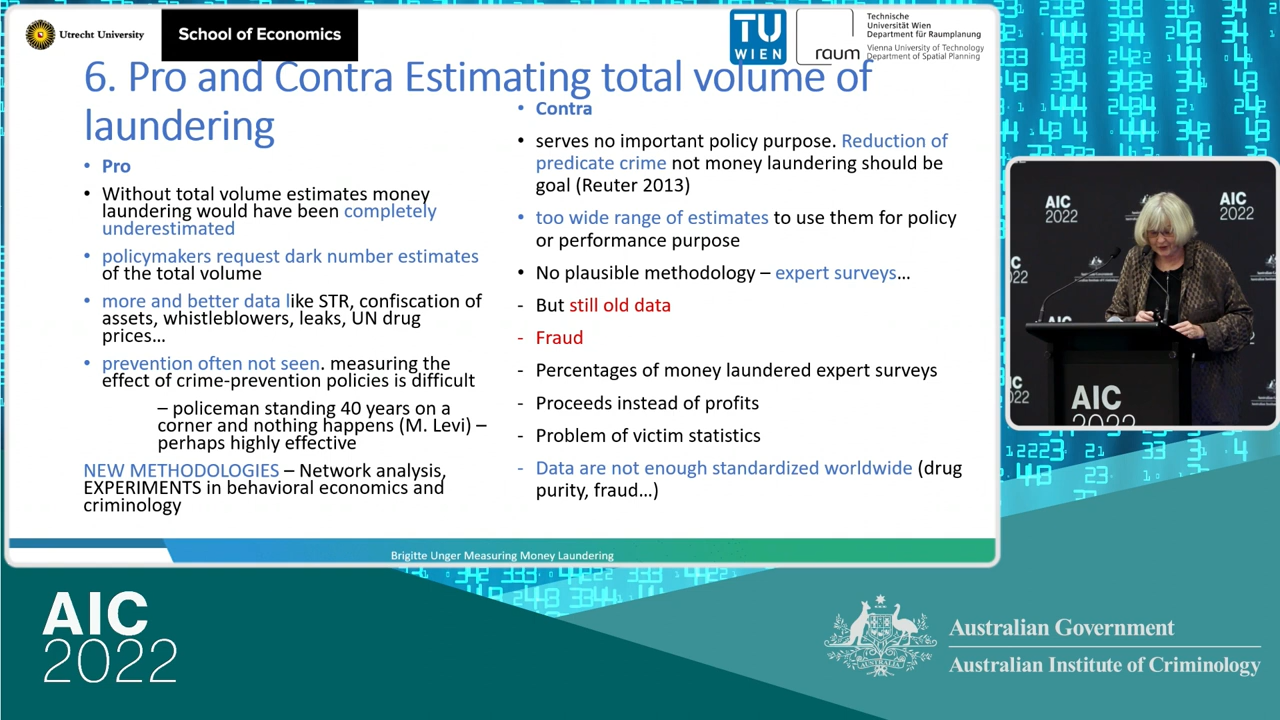 Utrecht University
School of Economics
TU
WIEN
raum
Technische
Universität Wien
Department für Raumplanung
Vienna University of Technology
Department of Spatial Planning
6. Pro and Contra Estimating total volume of
laundering
• Pro
• Without total volume estimates money
laundering would have been completely
underestimated
• policymakers request dark number estimates
of the total volume
• more and better data like STR, confiscation of
assets, whistleblowers, leaks, UN drug
prices…
• prevention often not seen. measuring the
effect of crime-prevention policies is difficult
– policeman standing 40 years on a
corner and nothing happens (M. Levi) –
perhaps highly effective
NEW METHODOLOGIES – Network analysis,
EXPERIMENTS in behavioral economics and
criminology
• Contra
• serves no important policy purpose. Reduction of
predicate crime not money laundering should be
goal (Reuter 2013)
• too wide range of estimates to use them for policy
or performance purpose
• No plausible methodology – expert surveys…
- But still old data
- Fraud
- Percentages of money laundered expert surveys
- Proceeds instead of profits
- Problem of victim statistics
- Data are not enough standardized worldwide (drug
purity, fraud…)
Brigitte Unger Measuring Money Laundering
AIC
2022
AIC
2022
AIC
2022
AIC
2022
Australian Government
Australian Institute of Criminology